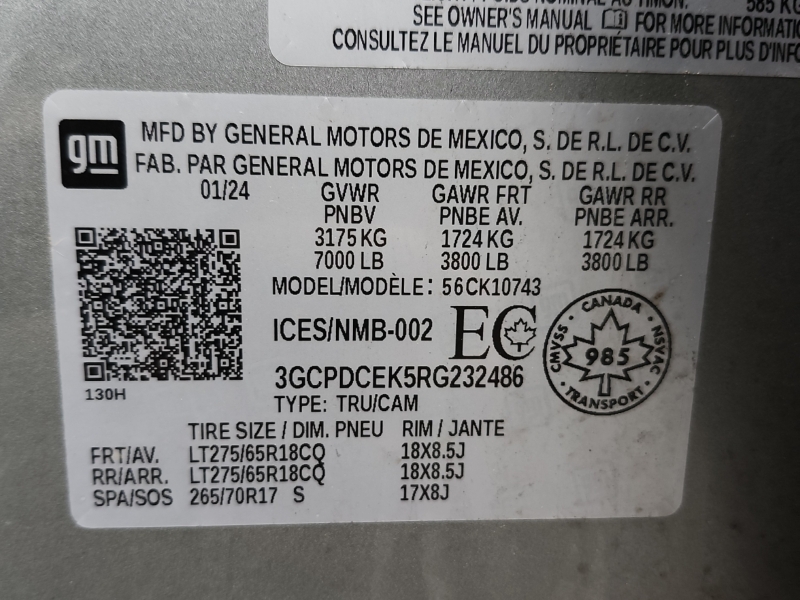 585 KG
SEE OWNER'S MANUAL FOR MORE INFORMATIO
CONSULTEZ LE MANUEL DU PROPRIÉTAIRE POUR PLUS D'INFO
gm
MFD BY GENERAL MOTORS DE MEXICO, S. DE R.L. DE C.V.
FAB. PAR GENERAL MOTORS DE MEXICO, S. DE R.L. DE C.V.
01/24 GVWR GAWR FRT GAWR RR
PNBV PNBE AV. PNBE ARR.
3175 KG 1724 KG 1724 KG
7000 LB 3800 LB 3800 LB
MODEL/MODÈLE: 56CK10743
ICES/NMB-002 EC
CANADA
CMVSS 985 NSVAC
TRANSPORT
3GCPDCEK5RG232486
130H
TYPE: TRU/CAM
TIRE SIZE / DIM. PNEU RIM / JANTE
FRT/AV. LT275/65R18CQ 18X8.5J
RR/ARR. LT275/65R18CQ 18X8.5J
SPA/SOS 265/70R17 S 17X8J